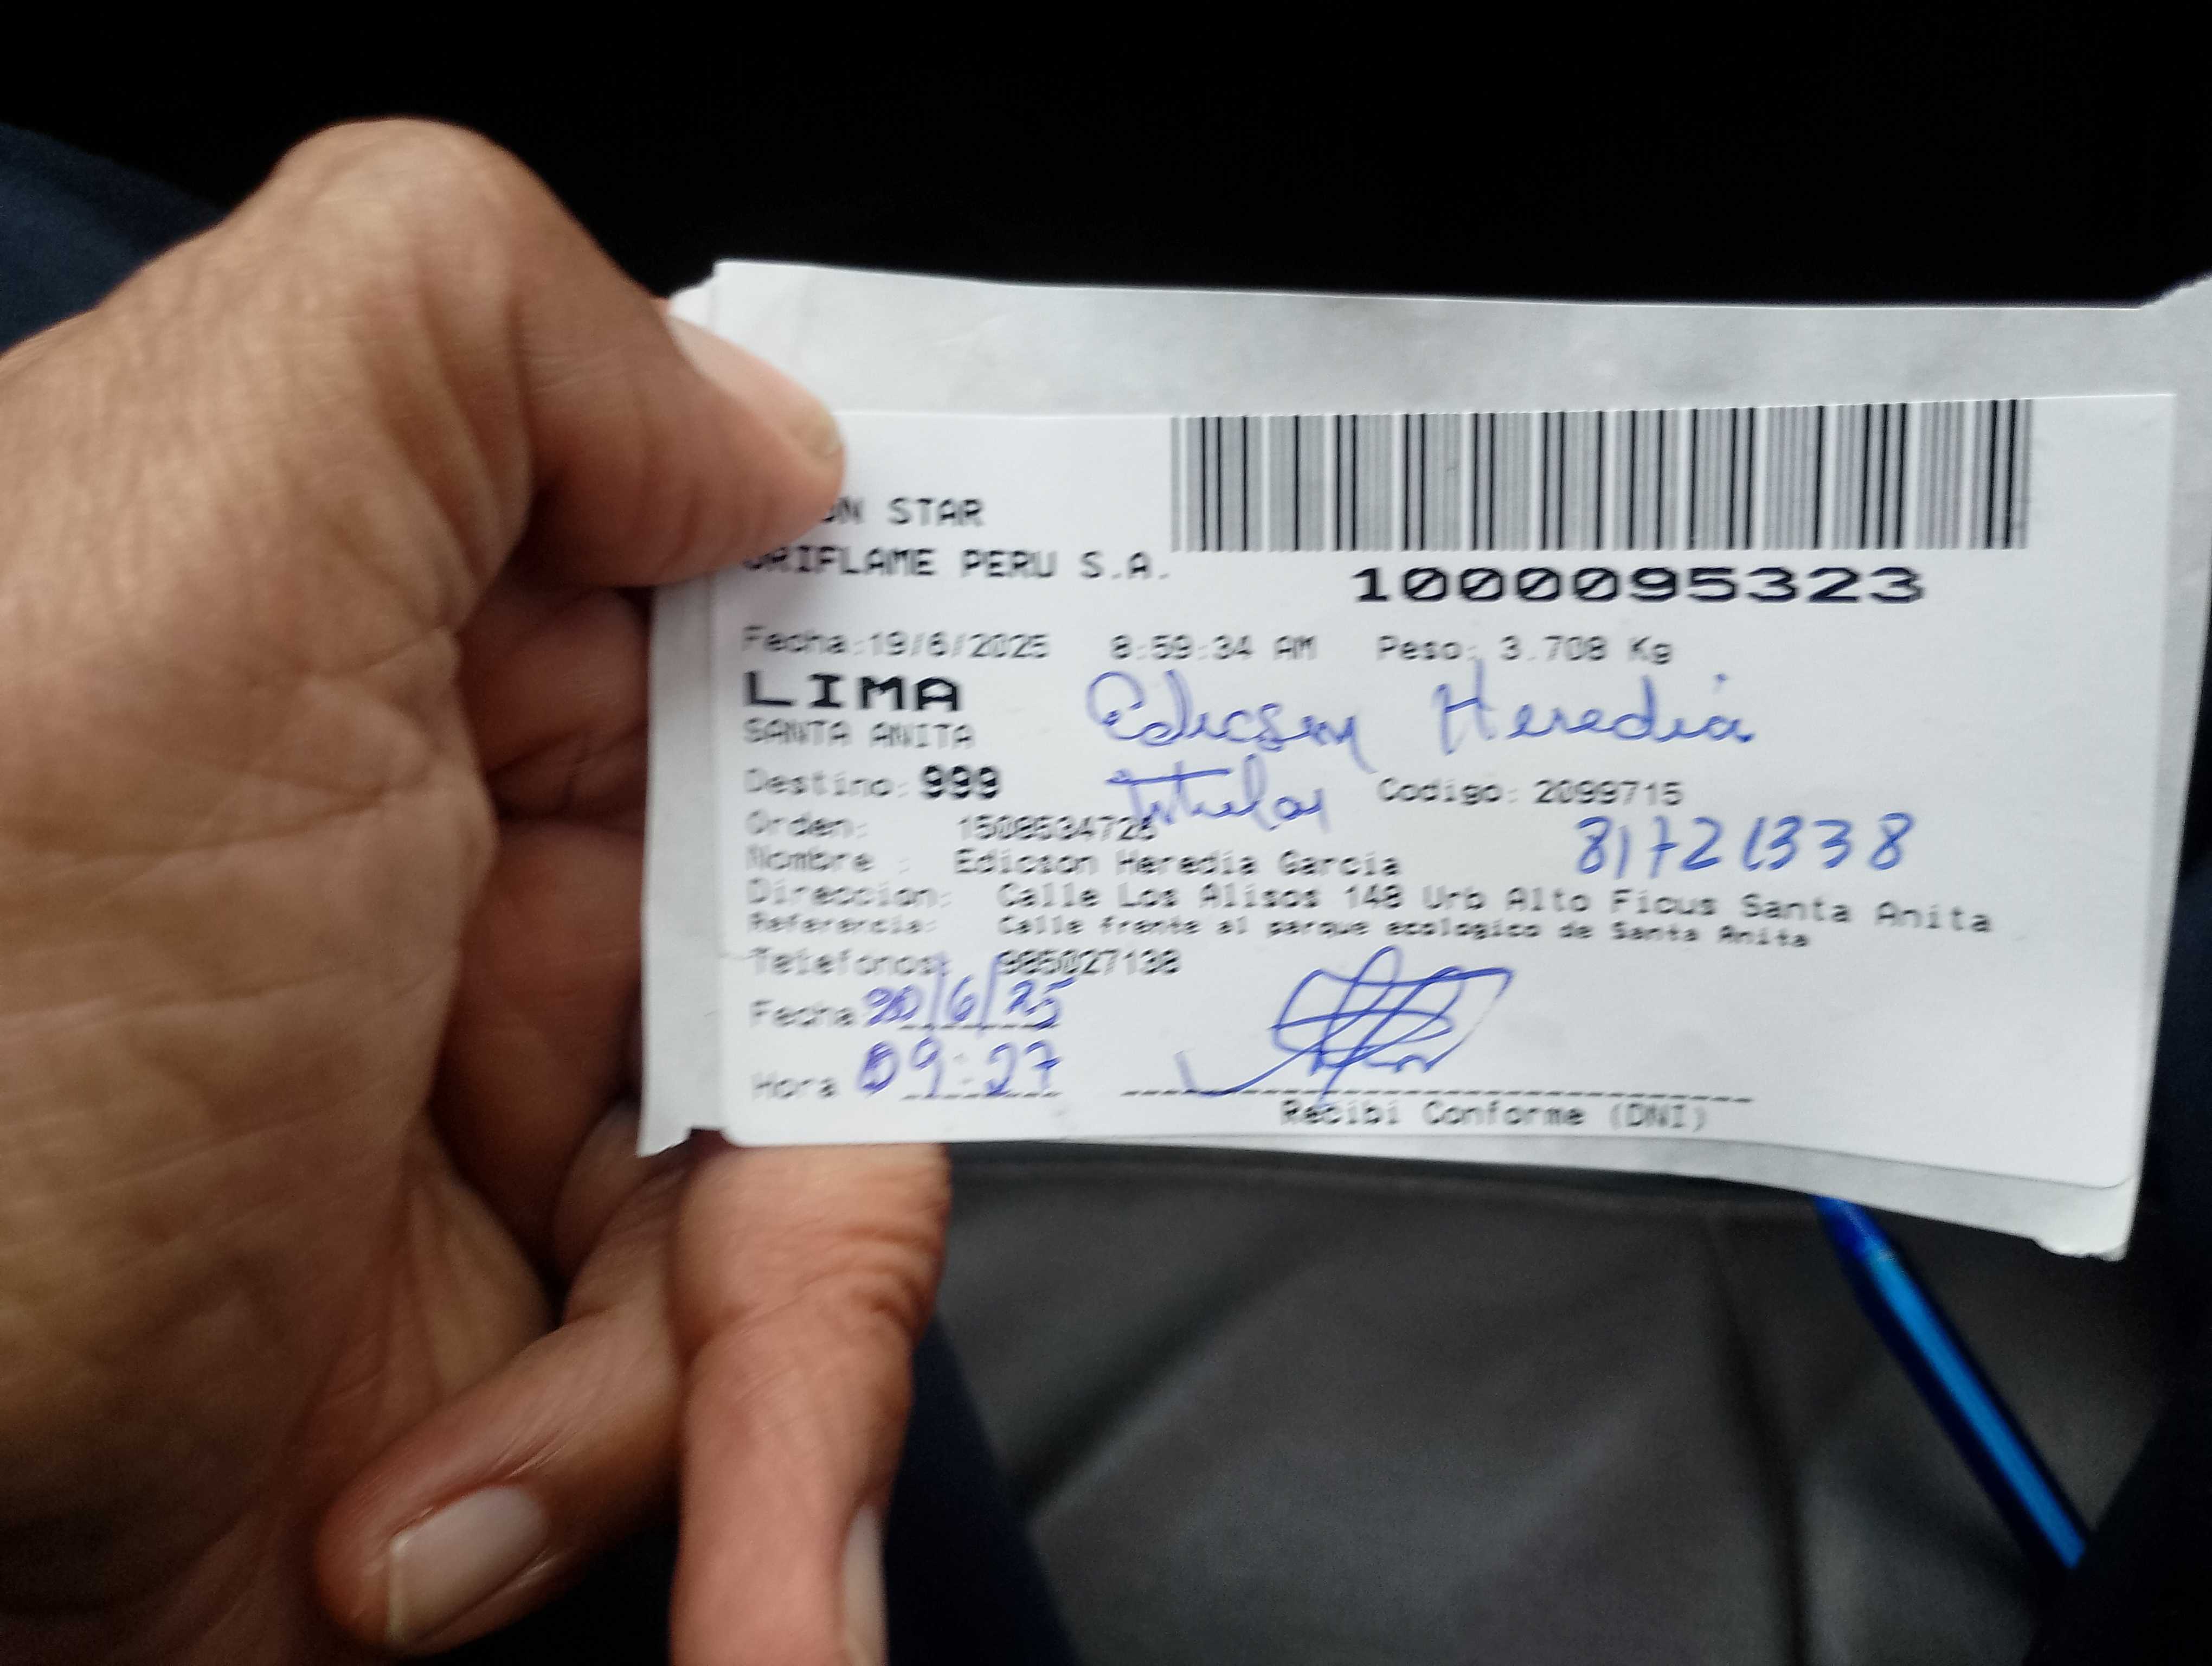 ON STAR
ORIFLAME PERU S.A.
1000095323
Fecha:19/6/2025 8:59:34 AM Peso: 3.708 Kg
LIMA
Edicson Heredia
SANTA ANITA
Destino: 999 titular Codigo: 2099715
Orden: 1508534726
81721338
Nombre : Edicson Heredia Garcia
Direccion: Calle Los Alisos 148 Urb Alto Ficus Santa Anita
Referencia: Calle frente al parque ecologico de Santa Anita
Telefonos: 985027138
Fecha 20/6/25
Hora 09:27
Recibi Conforme (DNI)